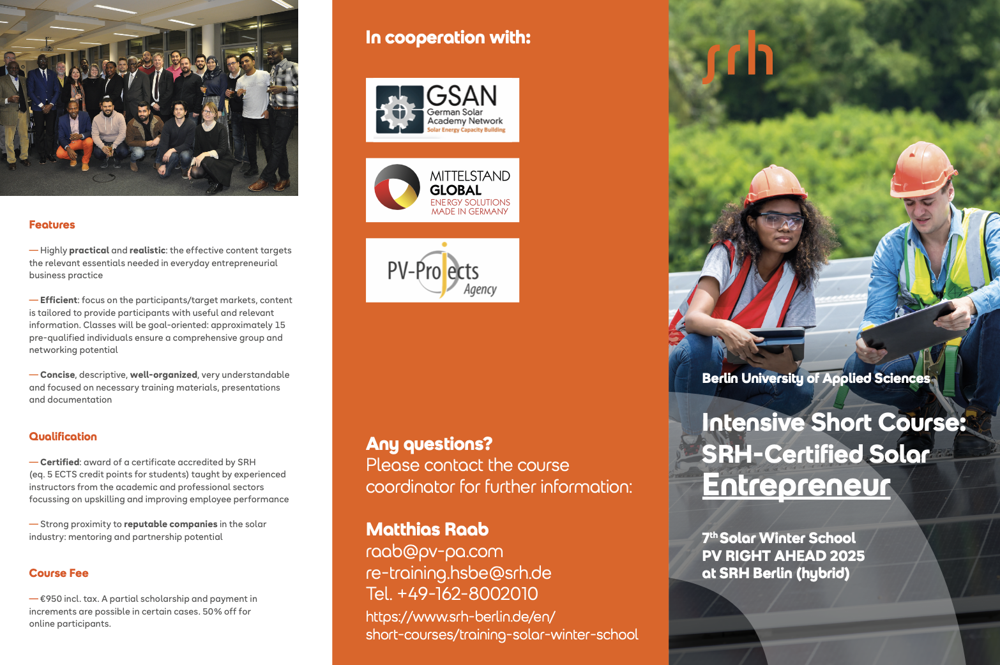 Features
— Highly practical and realistic: the effective content targets
the relevant essentials needed in everyday entrepreneurial
business practice
— Efficient: focus on the participants/target markets, content
is tailored to provide participants with useful and relevant
information. Classes will be goal-oriented: approximately 15
pre-qualified individuals ensure a comprehensive group and
networking potential
— Concise, descriptive, well-organized, very understandable
and focused on necessary training materials, presentations
and documentation
Qualification
— Certified: award of a certificate accredited by SRH
(eq. 5 ECTS credit points for students) taught by experienced
instructors from the academic and professional sectors
focussing on upskilling and improving employee performance
— Strong proximity to reputable companies in the solar
industry: mentoring and partnership potential
Course Fee
— €950 incl. tax. A partial scholarship and payment in
increments are possible in certain cases. 50% off for
online participants.
In cooperation with:
GSAN
German Solar
Academy Network
Solar Energy Capacity Building
MITTELSTAND
GLOBAL
ENERGY SOLUTIONS
MADE IN GERMANY
PV-Projects
Agency
Any questions?
Please contact the course
coordinator for further information:
Matthias Raab
raab@pv-pa.com
re-training.hsbe@srh.de
Tel. +49-162-8002010
https://www.srh-berlin.de/en/
short-courses/training-solar-winter-school
srh
Berlin University of Applied Sciences
Intensive Short Course:
SRH-Certified Solar
Entrepreneur
7th Solar Winter School
PV RIGHT AHEAD 2025
at SRH Berlin (hybrid)